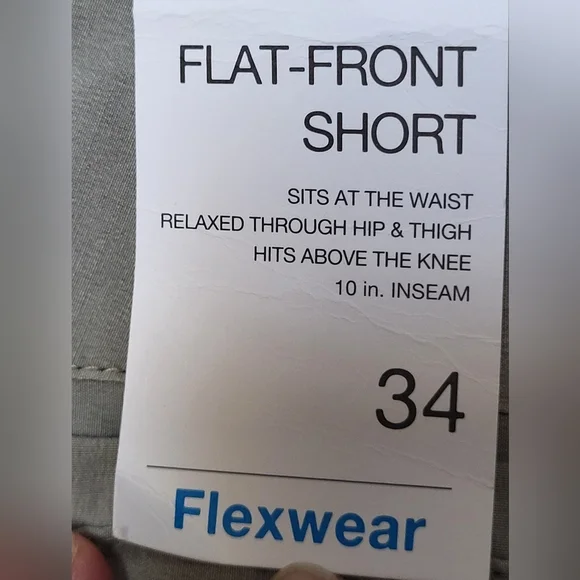 FLAT-FRONT
SHORT
SITS AT THE WAIST
RELAXED THROUGH HIP & THIGH
HITS ABOVE THE KNEE
10 in. INSEAM
34
Flexwear